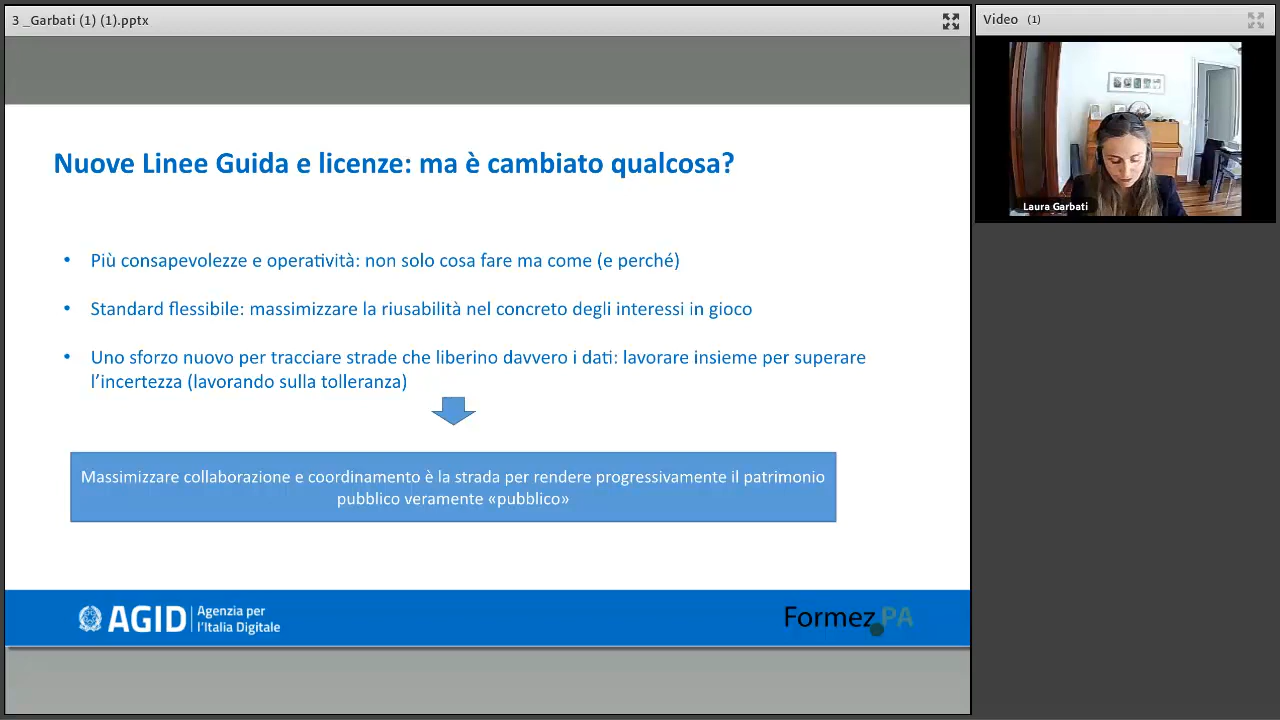 3 _Garbati (1) (1).pptx
Video (1)
Laura Garbati
Nuove Linee Guida e licenze: ma è cambiato qualcosa?
• Più consapevolezze e operatività: non solo cosa fare ma come (e perché)
• Standard flessibile: massimizzare la riusabilità nel concreto degli interessi in gioco
• Uno sforzo nuovo per tracciare strade che liberino davvero i dati: lavorare insieme per superare
l’incertezza (lavorando sulla tolleranza)
Massimizzare collaborazione e coordinamento è la strada per rendere progressivamente il patrimonio
pubblico veramente «pubblico»
AGID
Agenzia per
l’Italia Digitale
Formez PA